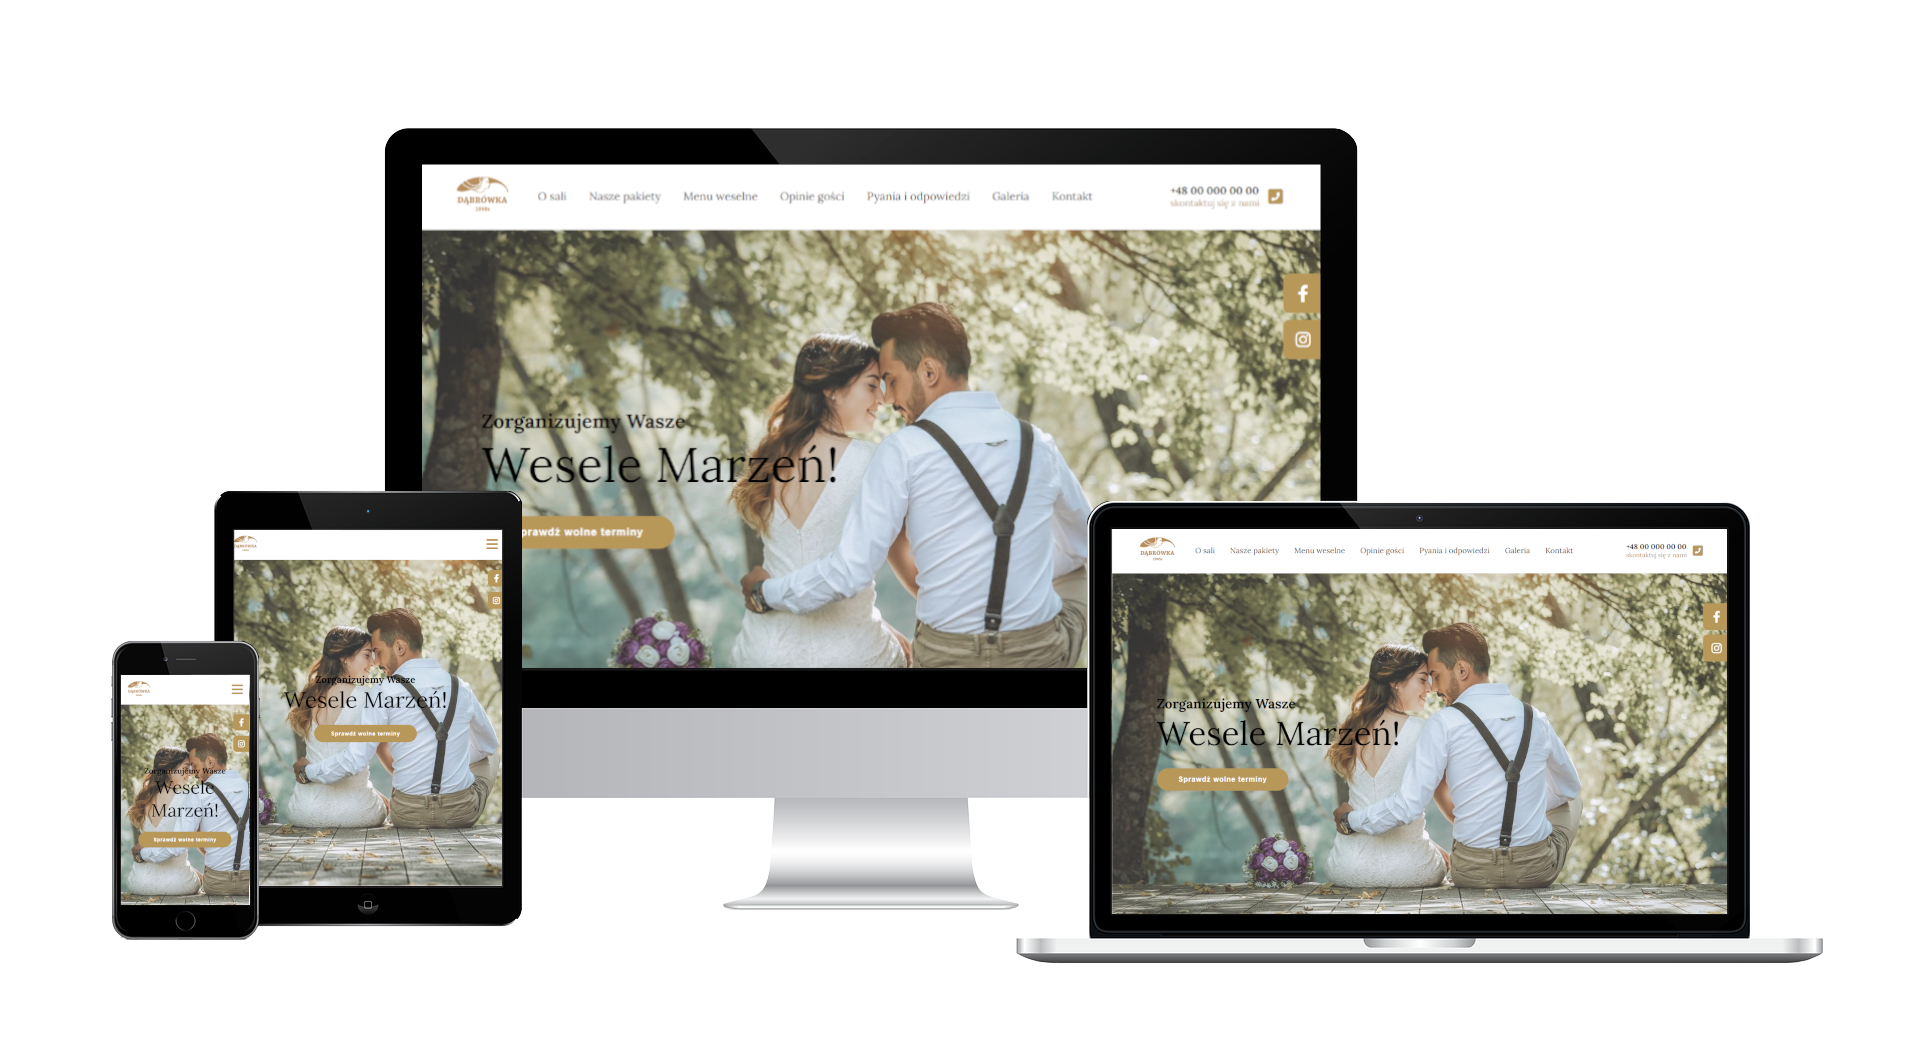 DĄBRÓWKA
O sali Nasze pakiety Menu weselne Opinie gości Pyania i odpowiedzi Galeria Kontakt
+48 00 000 00 00
skontaktuj się z nami
Zorganizujemy Wasze
Wesele Marzeń!
prawdź wolne terminy
DĄBRÓWKA
Zorganizujemy Wasze
Wesele Marzeń!
Sprawdź wolne terminy
Zorganizujemy Wasze
Wesele
Marzeń!
Sprawdź wolne terminy
DĄBRÓWKA
O sali Nasze pakiety Menu weselne Opinie gości Pyania i odpowiedzi Galeria Kontakt
+48 00 000 00 00
skontaktuj się z nami
Zorganizujemy Wasze
Wesele Marzeń!
Sprawdź wolne terminy